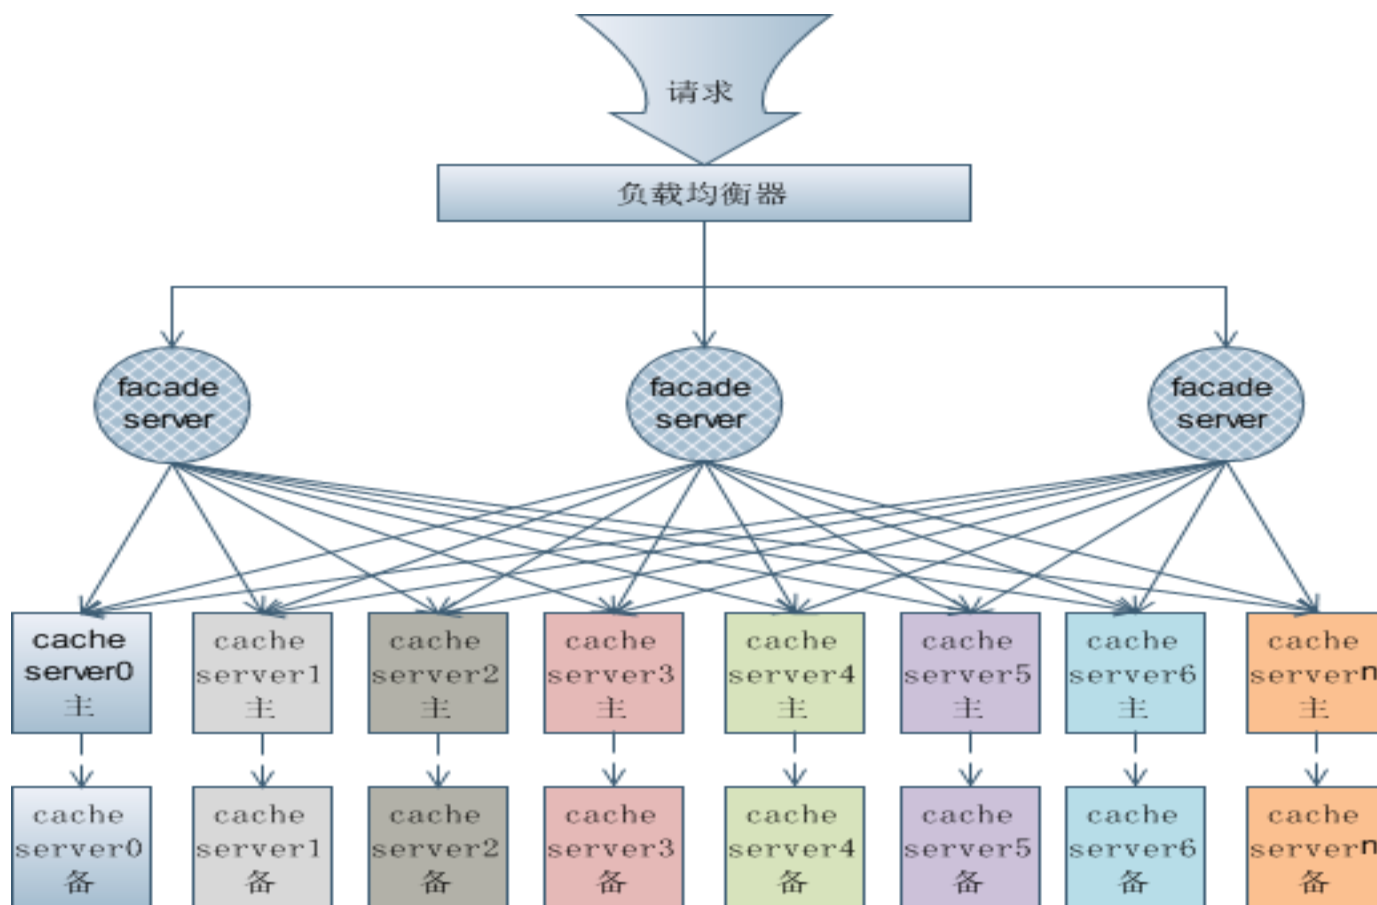 请求
负载均衡器
facade
server
facade
server
facade
server
cache
server0
主
cache
server1
主
cache
server2
主
cache
server3
主
cache
server4
主
cache
server5
主
cache
server6
主
cache
servern
主
cache
server0
备
cache
server1
备
cache
server2
备
cache
server3
备
cache
server4
备
cache
server5
备
cache
server6
备
cache
servern
备